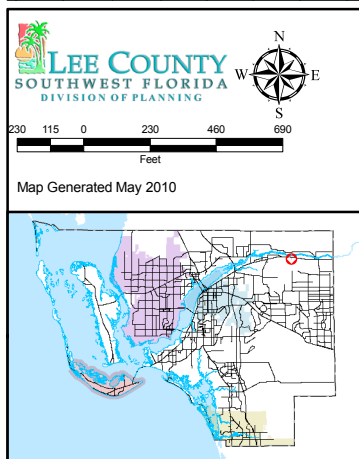 LEE COUNTY
SOUTHWEST FLORIDA
DIVISION OF PLANNING
N
W E
S
230 115 0 230 460 690
Feet
Map Generated May 2010